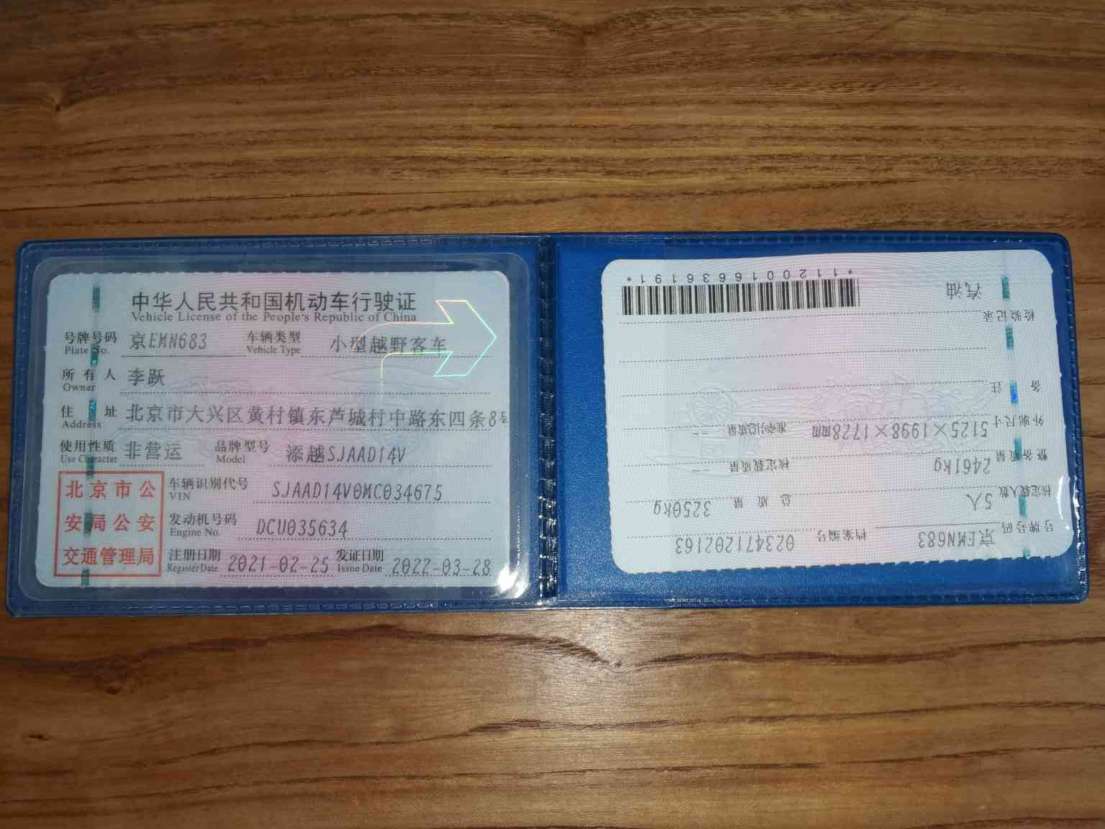 中华人民共和国机动车行驶证
Vehicle License of the People's Republic of China
号牌号码 京EMN683 车辆类型 小型越野客车
Plate No. Vehicle Type
所有人 李跃
Owner
住址 北京市大兴区黄村镇东芦城村中路东四条8号
Address
使用性质 非营运 品牌型号 添越SJAAD14V
Use Character Model
北京市公安局公安交通管理局
车辆识别代号 SJAAD14V0MC034675
VIN
发动机号码 DCU035634
Engine No.
注册日期 2021-02-25 发证日期 2022-03-28
Register Date Issue Date
号牌号码 京EMN683 档案编号 023471202163
核定载人数 5人 总质量 3250kg
整备质量 2461kg 核定载质量
外廓尺寸 5125×1998×1728 准牵引总质量
备注
检验记录
汽油
*1120016636191*